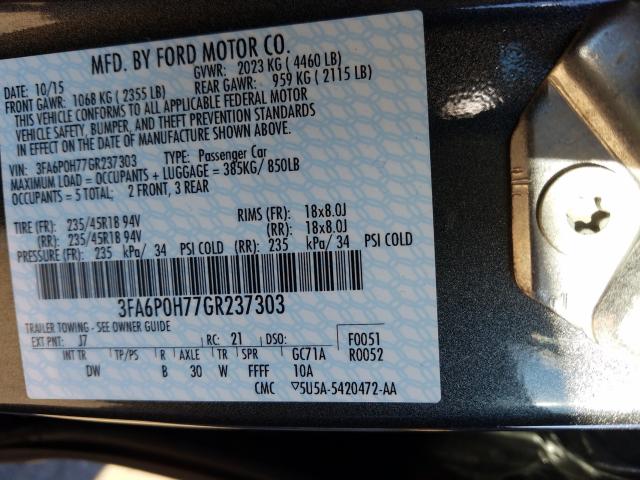 MFD. BY FORD MOTOR CO.
DATE: 10/15 GVWR: 2023 KG ( 4460 LB)
FRONT GAWR: 1068 KG ( 2355 LB) REAR GAWR: 959 KG ( 2115 LB)
THIS VEHICLE CONFORMS TO ALL APPLICABLE FEDERAL MOTOR
VEHICLE SAFETY, BUMPER, AND THEFT PREVENTION STANDARDS
IN EFFECT ON THE DATE OF MANUFACTURE SHOWN ABOVE.
VIN: 3FA6P0H77GR237303 TYPE: Passenger Car
MAXIMUM LOAD = OCCUPANTS + LUGGAGE = 385KG/ 850LB
OCCUPANTS = 5 TOTAL; 2 FRONT, 3 REAR
TIRE (FR): 235/45R18 94V RIMS (FR): 18x8.0J
(RR): 235/45R18 94V (RR): 18x8.0J
PRESSURE (FR): 235 kPa/ 34 PSI COLD (RR): 235 kPa/ 34 PSI COLD
3FA6P0H77GR237303
TRAILER TOWING - SEE OWNER GUIDE
EXT PNT: J7 RC: 21 DSO: F0051
INT TR TP/PS R AXLE TR SPR GC71A R0052
DW B 30 W FFFF 10A
CMC ▽5U5A-5420472-AA